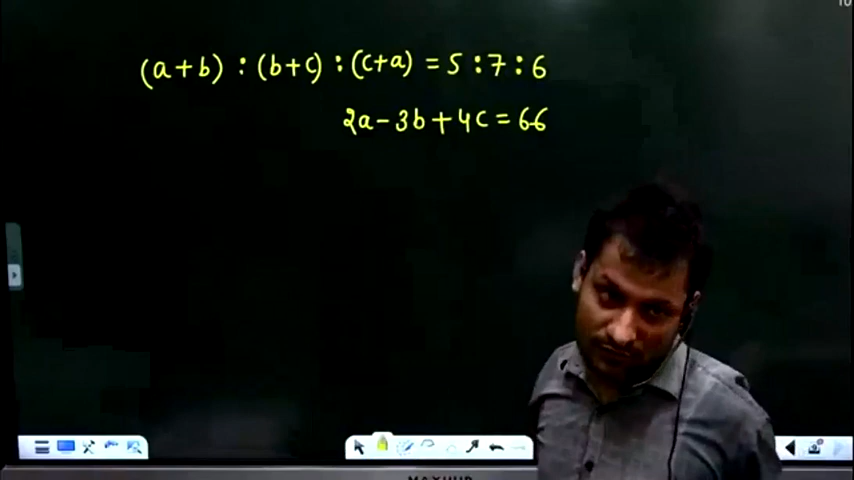 (a+b) : (b+c) : (c+a) = 5 : 7 : 6
2a - 3b + 4c = 66